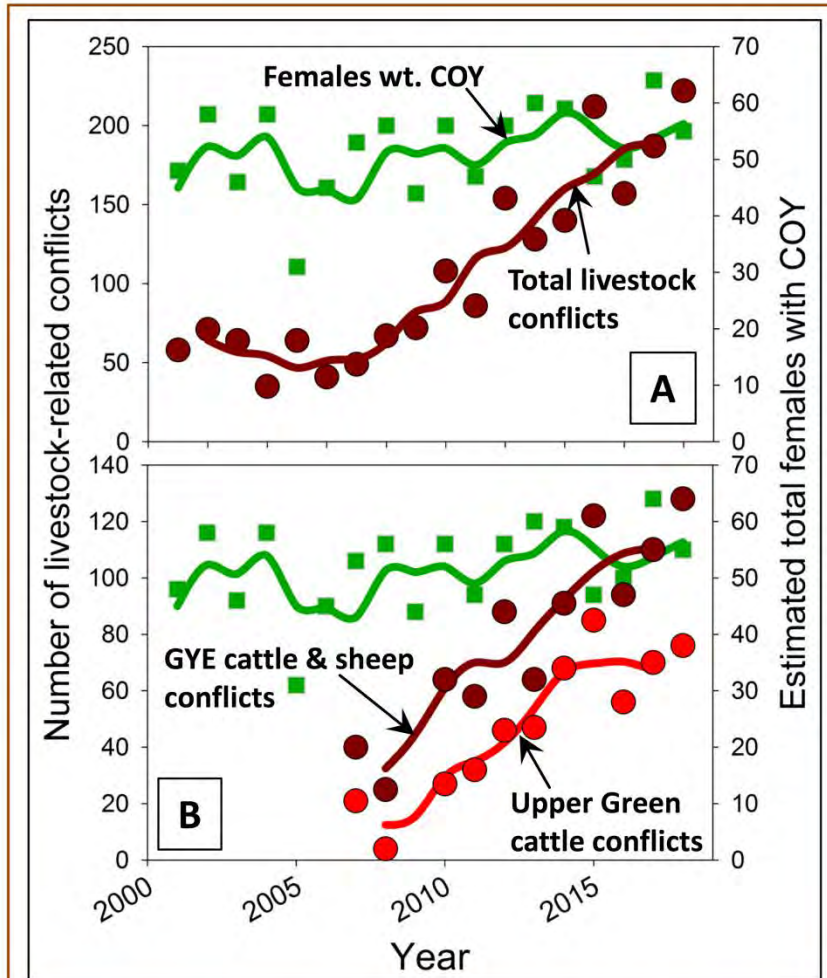 250
200
150
100
50
0
70
60
50
40
30
20
10
0
Females wt. COY
Total livestock
conflicts
A
Number of livestock-related conflicts
Estimated total females with COY
140
120
100
80
60
40
20
0
70
60
50
40
30
20
10
0
GYE cattle & sheep
conflicts
Upper Green
cattle conflicts
B
2000
2005
2010
2015
Year